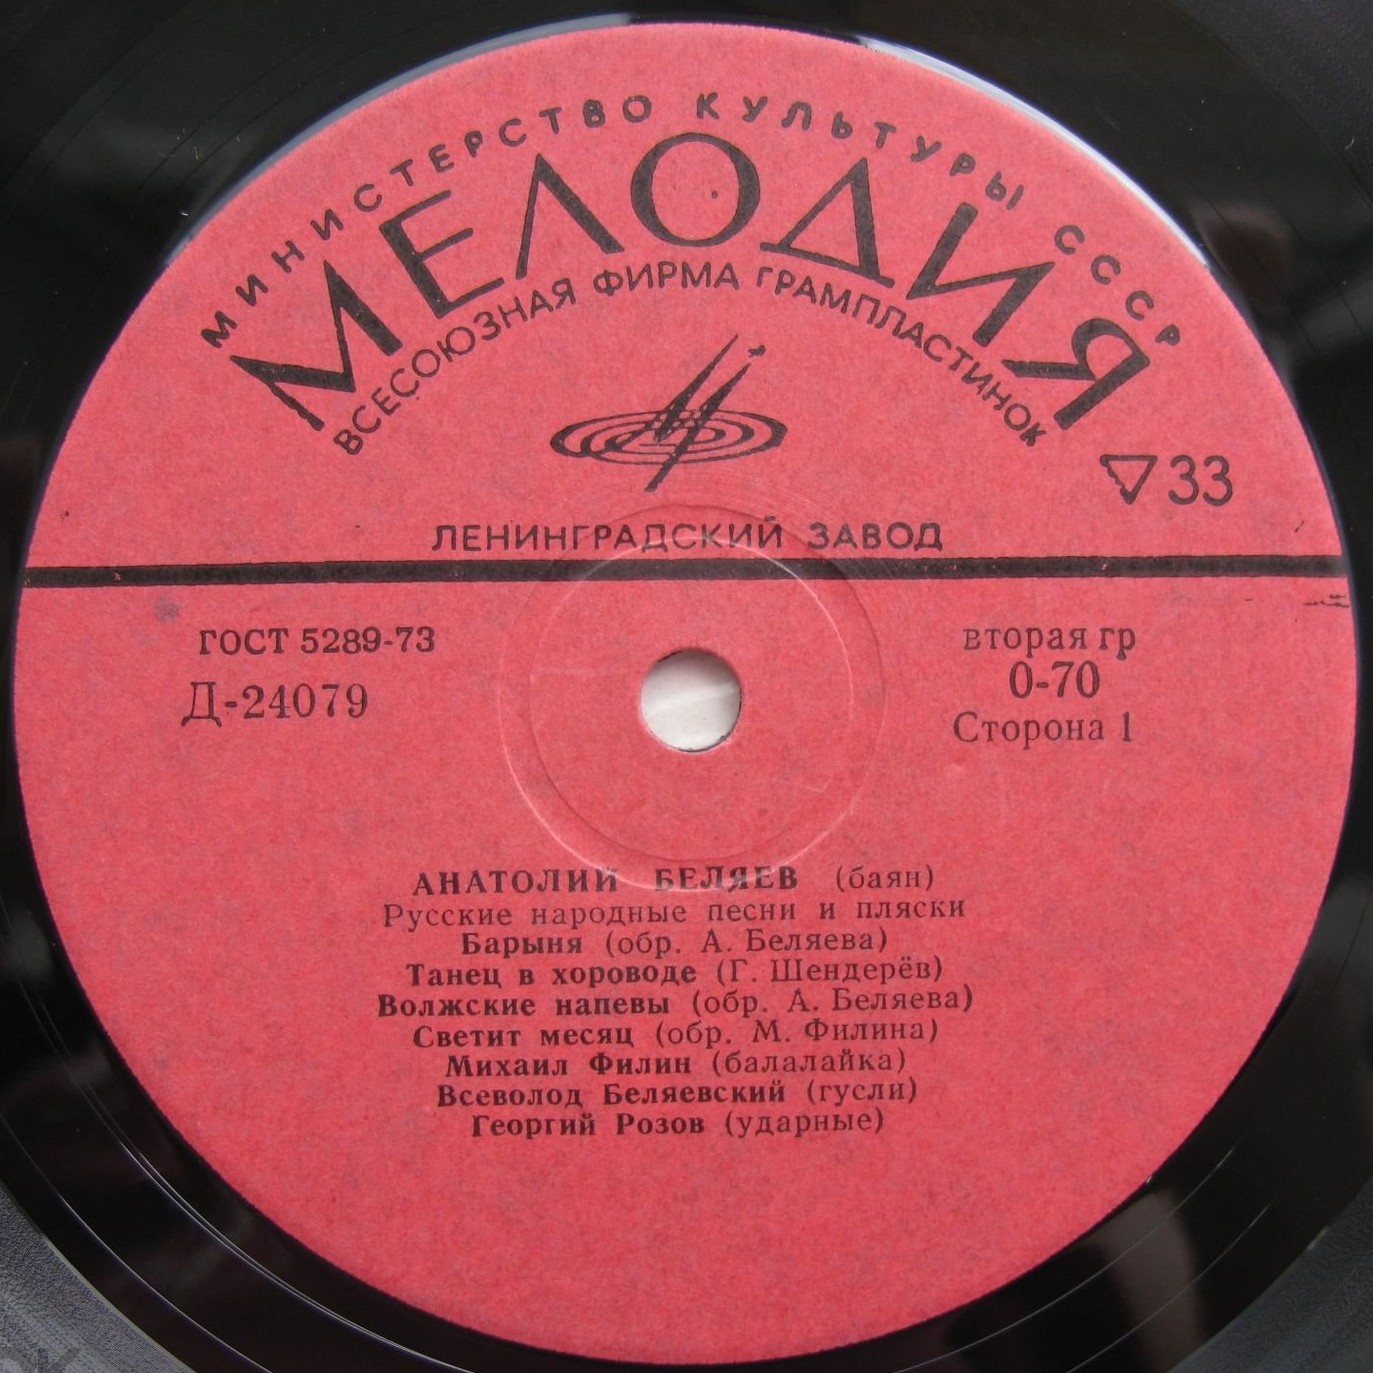 МИНИСТЕРСТВО КУЛЬТУРЫ СССР
МЕЛОДИЯ
ВСЕСОЮЗНАЯ ФИРМА ГРАМПЛАСТИНОК
33
ЛЕНИНГРАДСКИЙ ЗАВОД
ГОСТ 5289-73
Д-24079
вторая гр
0-70
Сторона 1
АНАТОЛИЙ БЕЛЯЕВ (баян)
Русские народные песни и пляски
Барыня (обр. А. Беляева)
Танец в хороводе (Г. Шендерёв)
Волжские напевы (обр. А. Беляева)
Светит месяц (обр. М. Филина)
Михаил Филин (балалайка)
Всеволод Беляевский (гусли)
Георгий Розов (ударные)